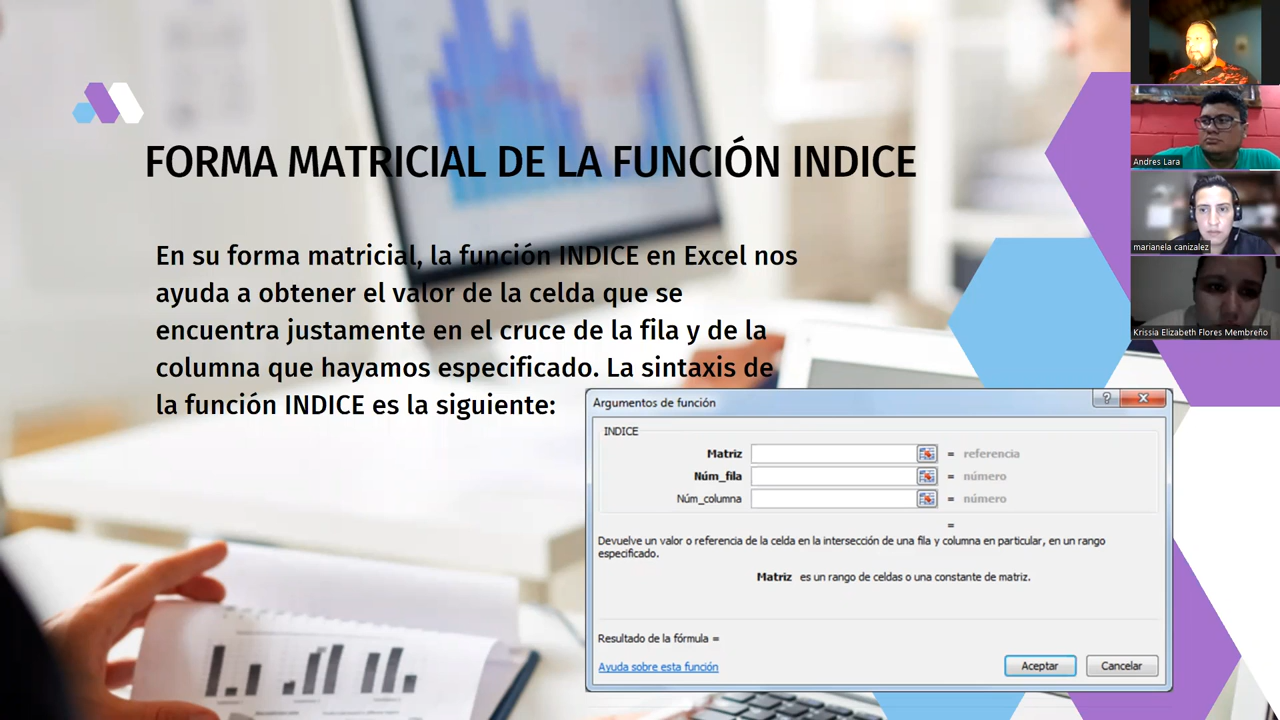 FORMA MATRICIAL DE LA FUNCIÓN INDICE
En su forma matricial, la función INDICE en Excel nos
ayuda a obtener el valor de la celda que se
encuentra justamente en el cruce de la fila y de la
columna que hayamos especificado. La sintaxis de
la función INDICE es la siguiente:
Argumentos de función
INDICE
Matriz = referencia
Núm_fila = número
Núm_columna = número
=
Devuelve un valor o referencia de la celda en la intersección de una fila y columna en particular, en un rango
especificado.
Matriz es un rango de celdas o una constante de matriz.
Resultado de la fórmula =
Ayuda sobre esta función
Aceptar
Cancelar
Andres Lara
marianela canizalez
Krissia Elizabeth Flores Membreño